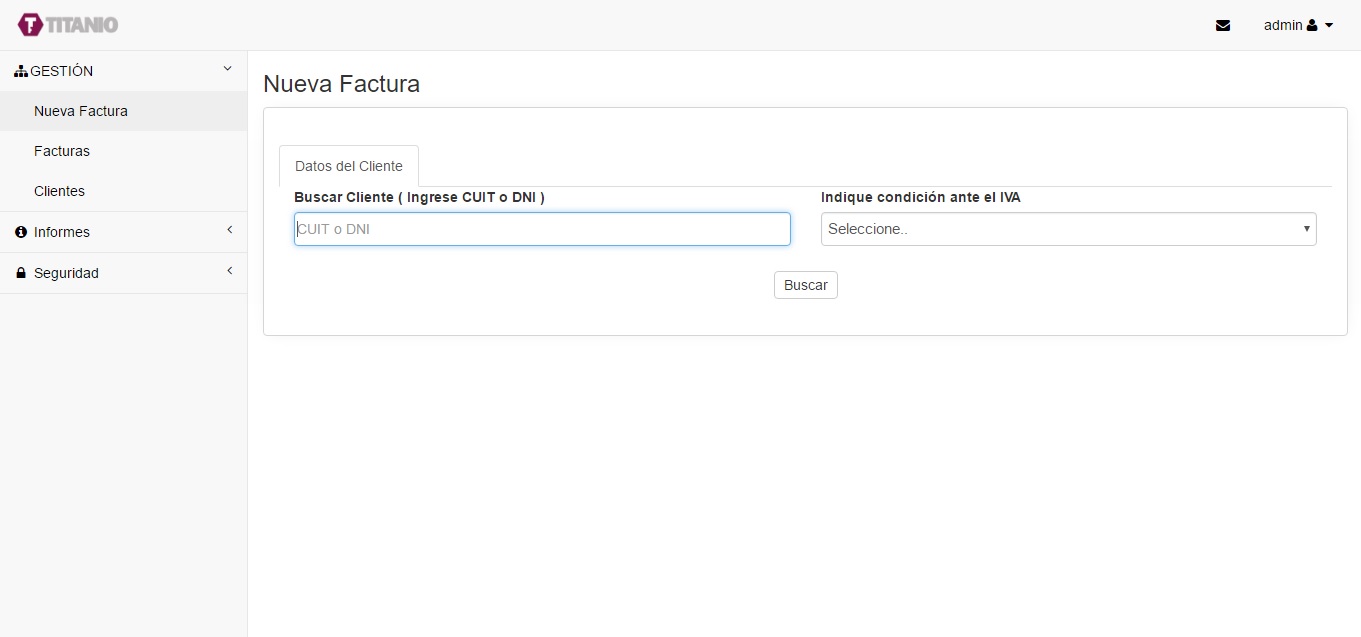 TITANIO
admin
GESTIÓN
Nueva Factura
Facturas
Clientes
Informes
Seguridad
Nueva Factura
Datos del Cliente
Buscar Cliente ( Ingrese CUIT o DNI )
CUIT o DNI
Indique condición ante el IVA
Seleccione..
Buscar